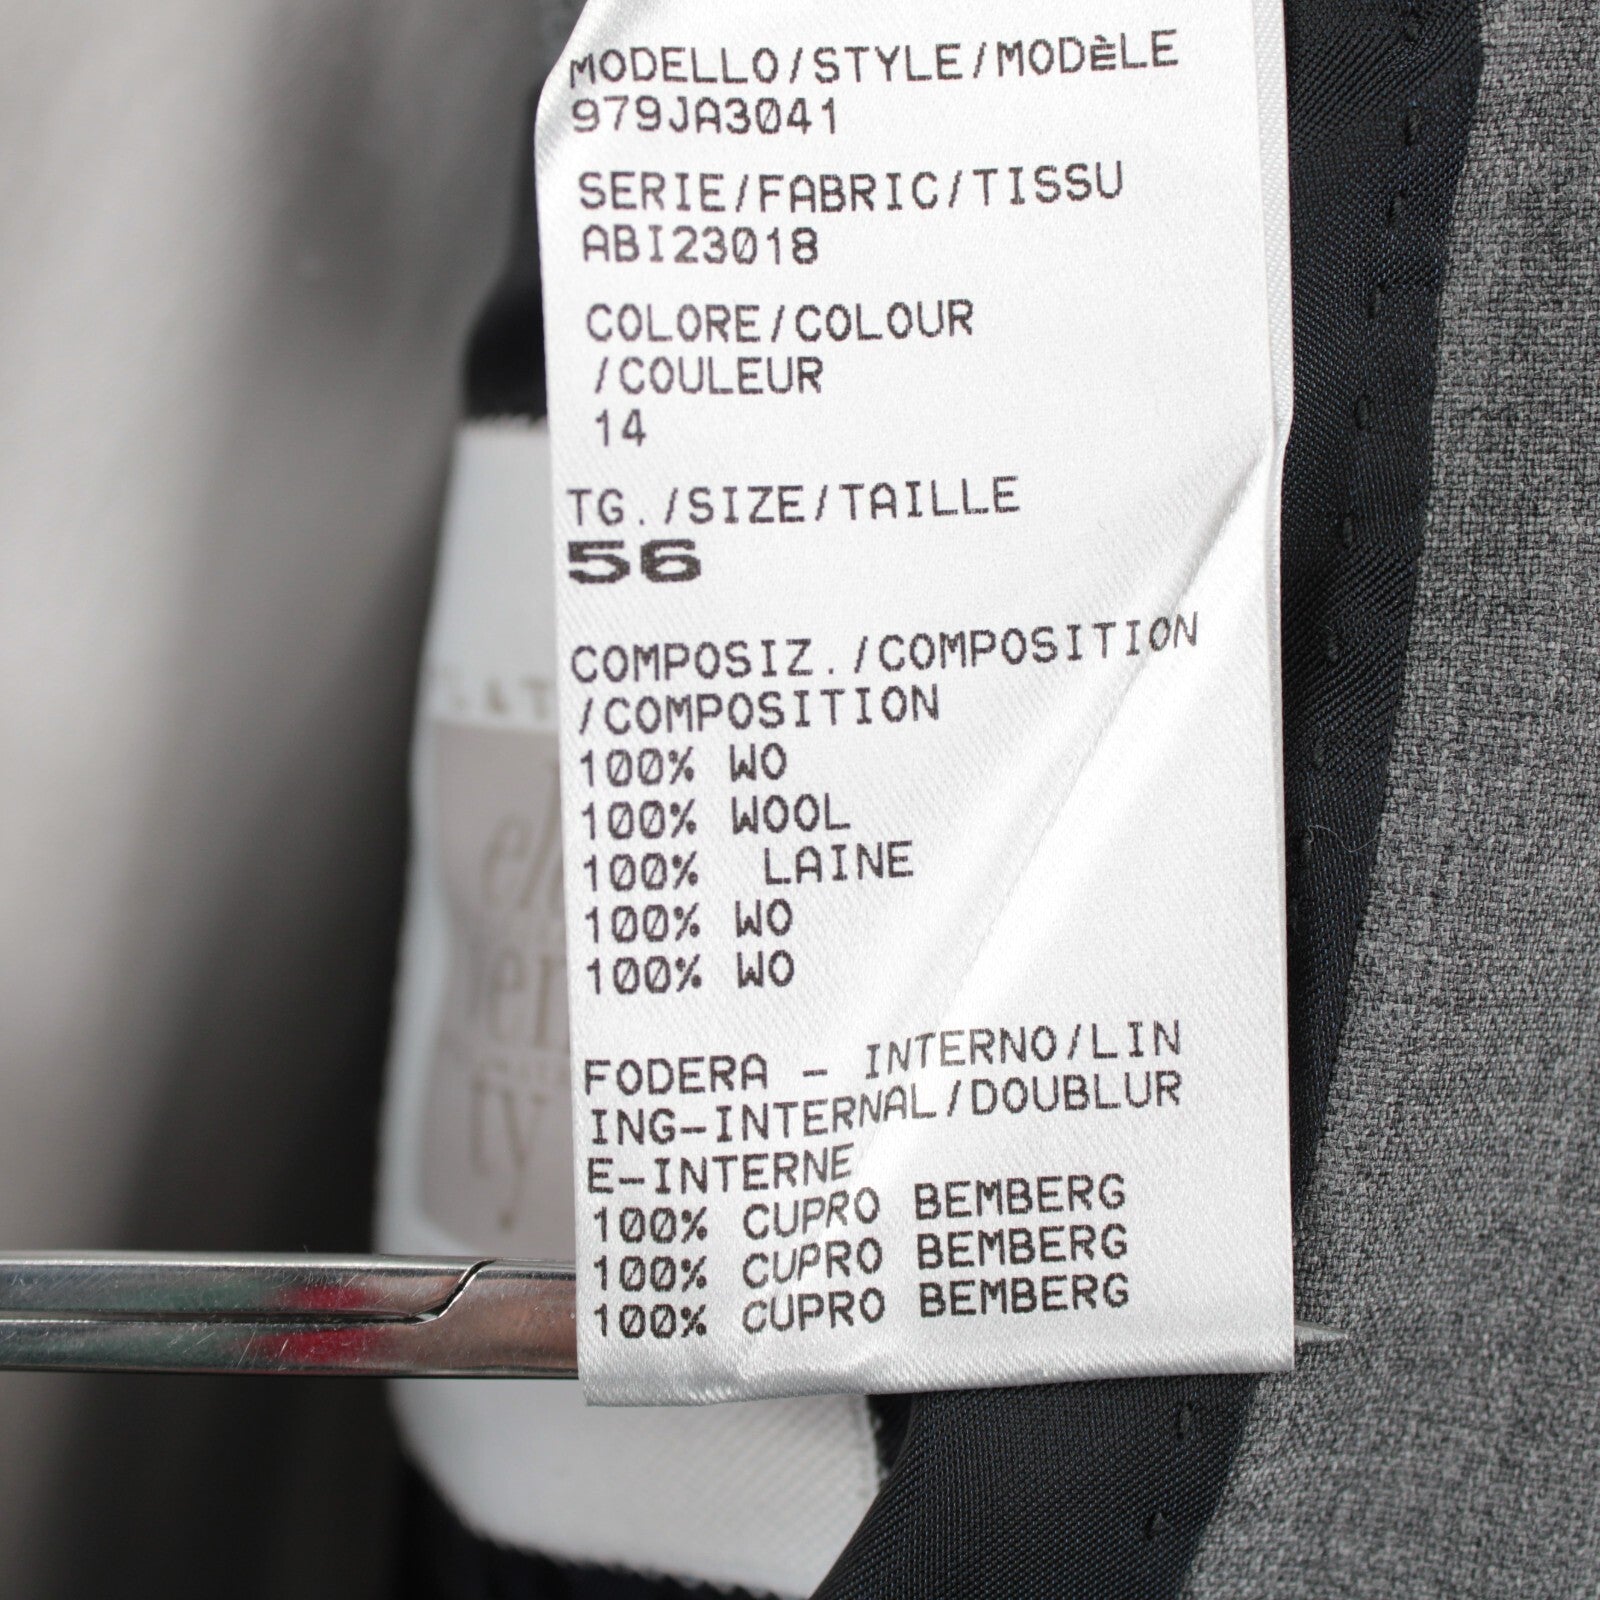 MODELLO/STYLE/MODÈLE
979JA3041
SERIE/FABRIC/TISSU
ABI23018
COLORE/COLOUR
/COULEUR
14
TG./SIZE/TAILLE
56
COMPOSIZ./COMPOSITION
/COMPOSITION
100% WO
100% WOOL
100% LAINE
100% WO
100% WO
FODERA - INTERNO/LIN
ING-INTERNAL/DOUBLUR
E-INTERNE
100% CUPRO BEMBERG
100% CUPRO BEMBERG
100% CUPRO BEMBERG